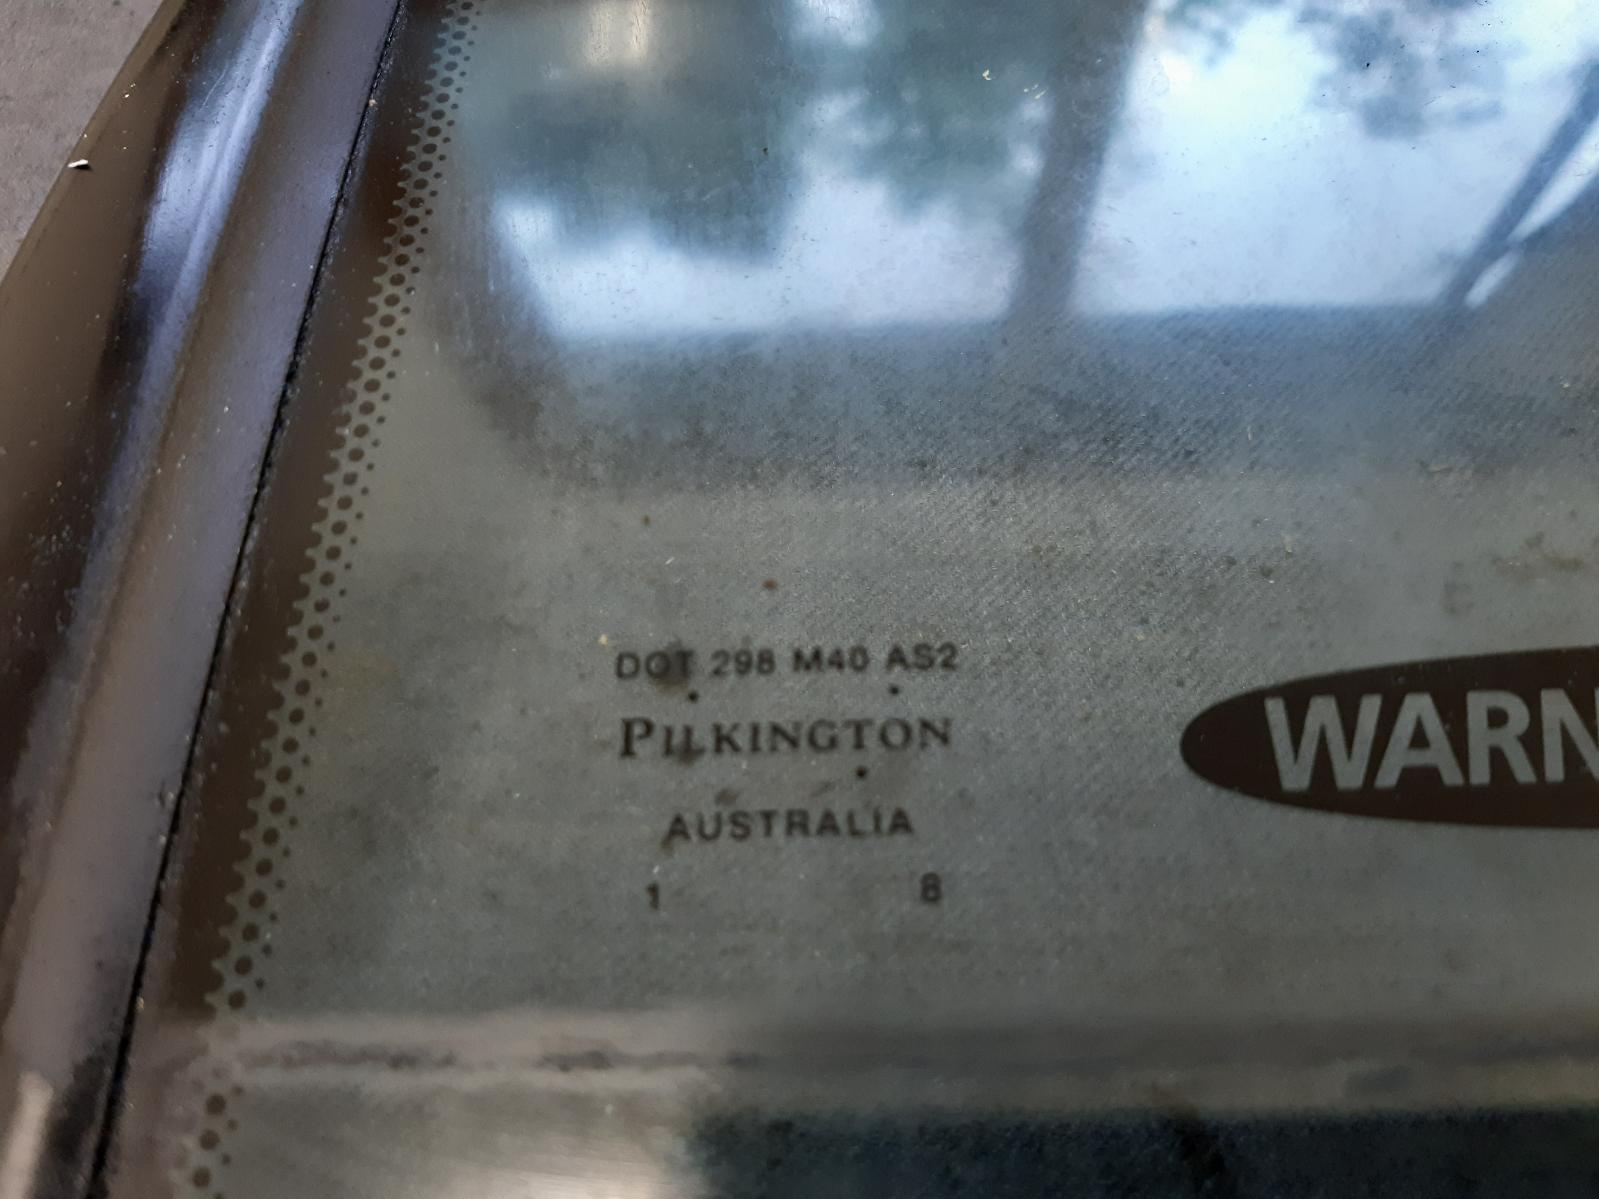 DOT 298 M40 AS2
PILKINGTON
AUSTRALIA
1 8
WARN